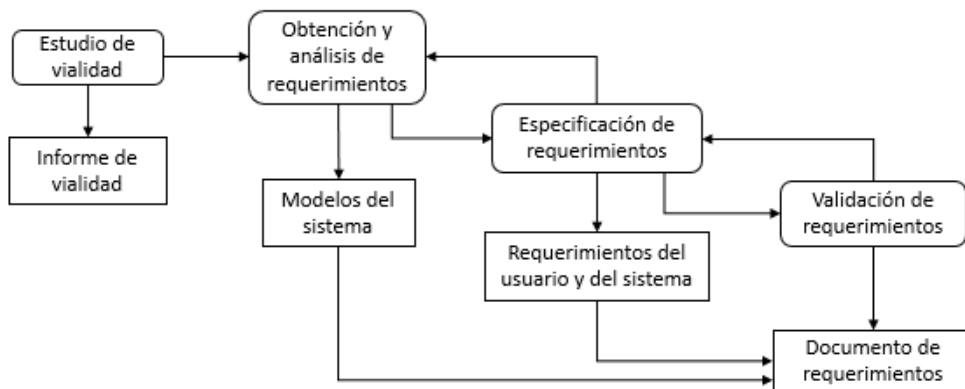 Estudio de
vialidad
Obtención y
análisis de
requerimientos
Informe de
vialidad
Especificación de
requerimientos
Modelos del
sistema
Validación de
requerimientos
Requerimientos del
usuario y del sistema
Documento de
requerimientos